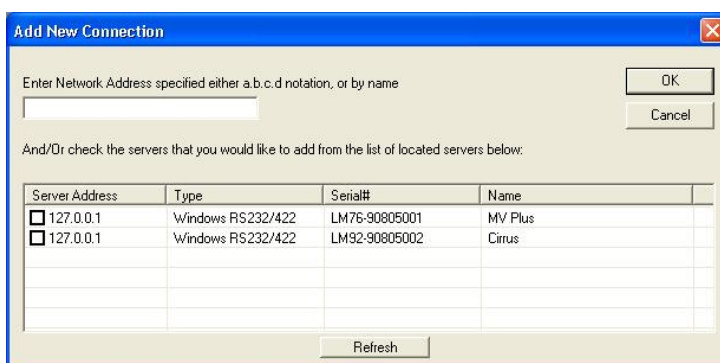 Add New Connection
Enter Network Address specified either a.b.c.d notation, or by name
OK
Cancel
And/Or check the servers that you would like to add from the list of located servers below:
Server Address Type Serial# Name
127.0.0.1 Windows RS232/422 LM76-90805001 MV Plus
127.0.0.1 Windows RS232/422 LM92-90805002 Cirrus
Refresh